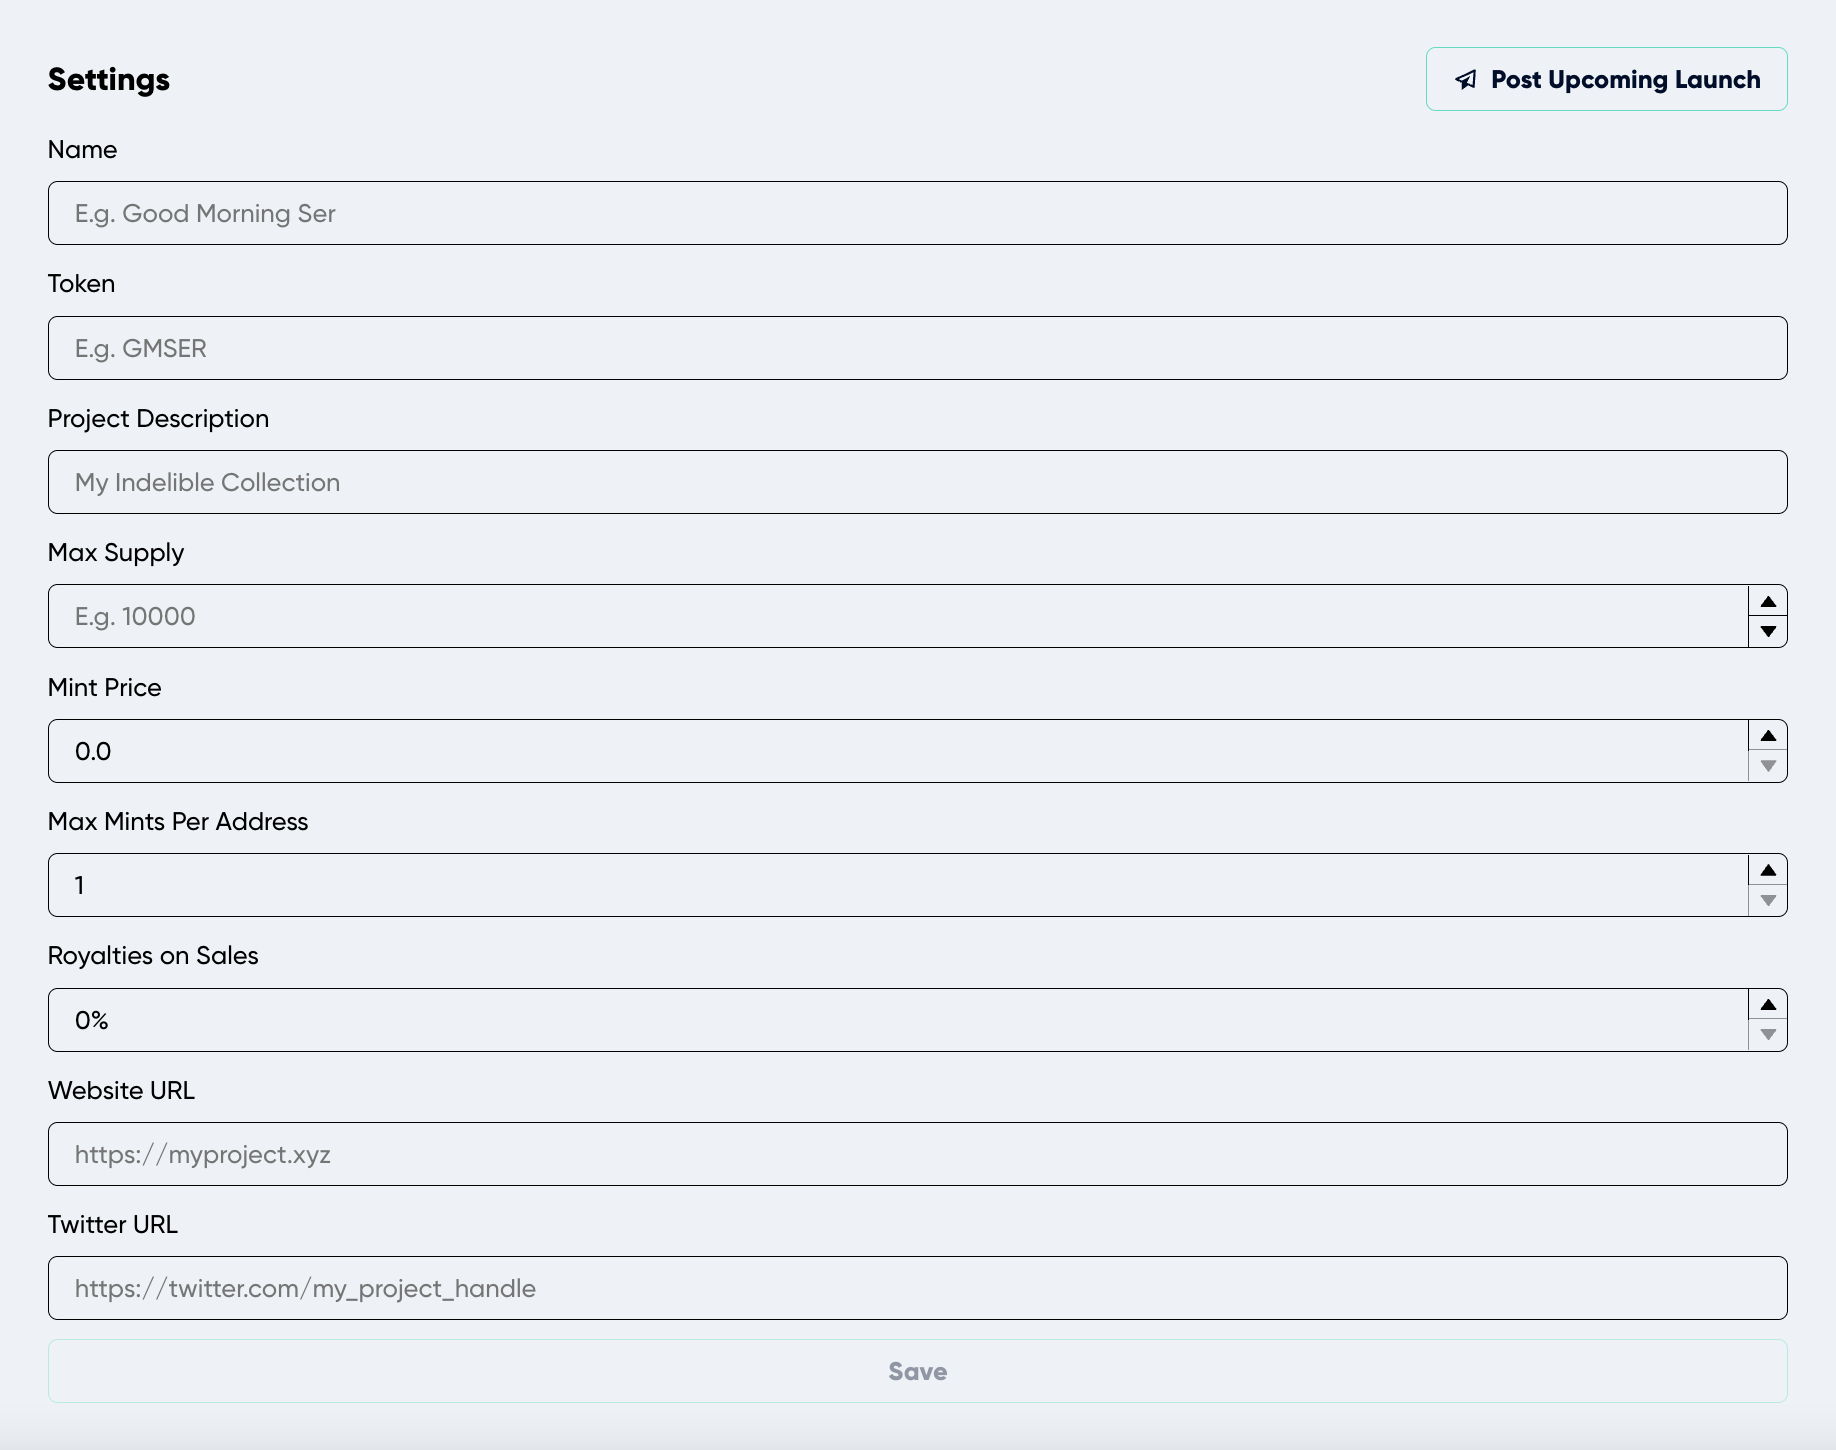 Settings
Post Upcoming Launch
Name
E.g. Good Morning Ser
Token
E.g. GMSER
Project Description
My Indelible Collection
Max Supply
E.g. 10000
Mint Price
0.0
Max Mints Per Address
1
Royalties on Sales
0%
Website URL
https://myproject.xyz
Twitter URL
https://twitter.com/my_project_handle
Save